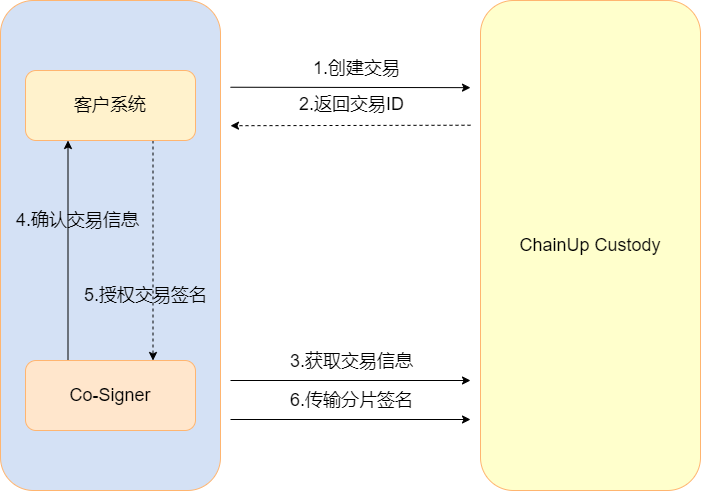 1.创建交易
客户系统
2.返回交易ID
4.确认交易信息
ChainUp Custody
5.授权交易签名
3.获取交易信息
Co-Signer
6.传输分片签名